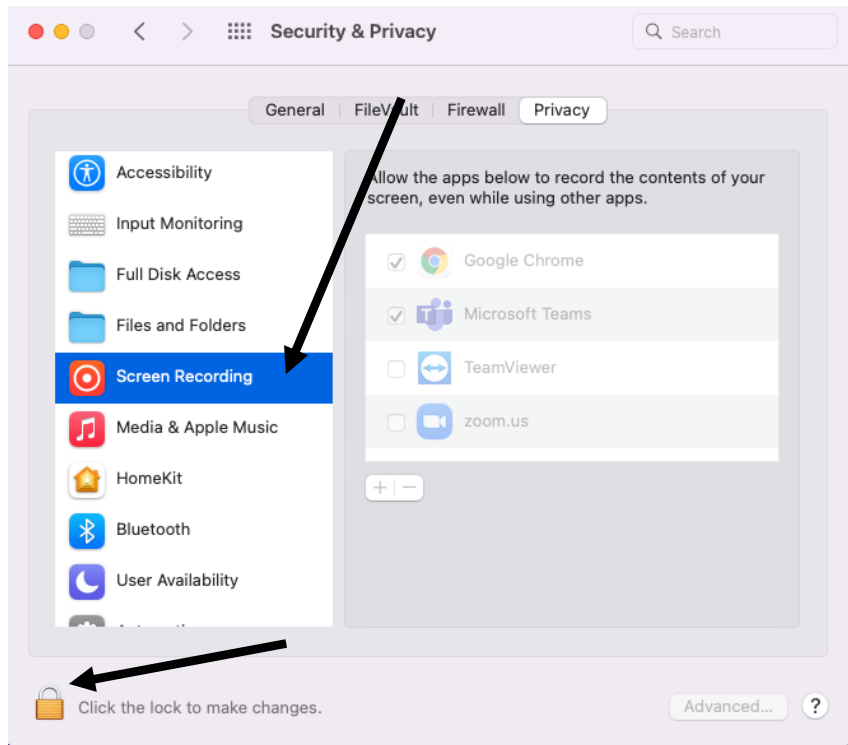 Security & Privacy
Search
General
FileVault
Firewall
Privacy
Accessibility
Input Monitoring
Full Disk Access
Files and Folders
Screen Recording
Media & Apple Music
HomeKit
Bluetooth
User Availability
Allow the apps below to record the contents of your
screen, even while using other apps.
Google Chrome
Microsoft Teams
TeamViewer
zoom.us
+ −
Click the lock to make changes.
Advanced...
?